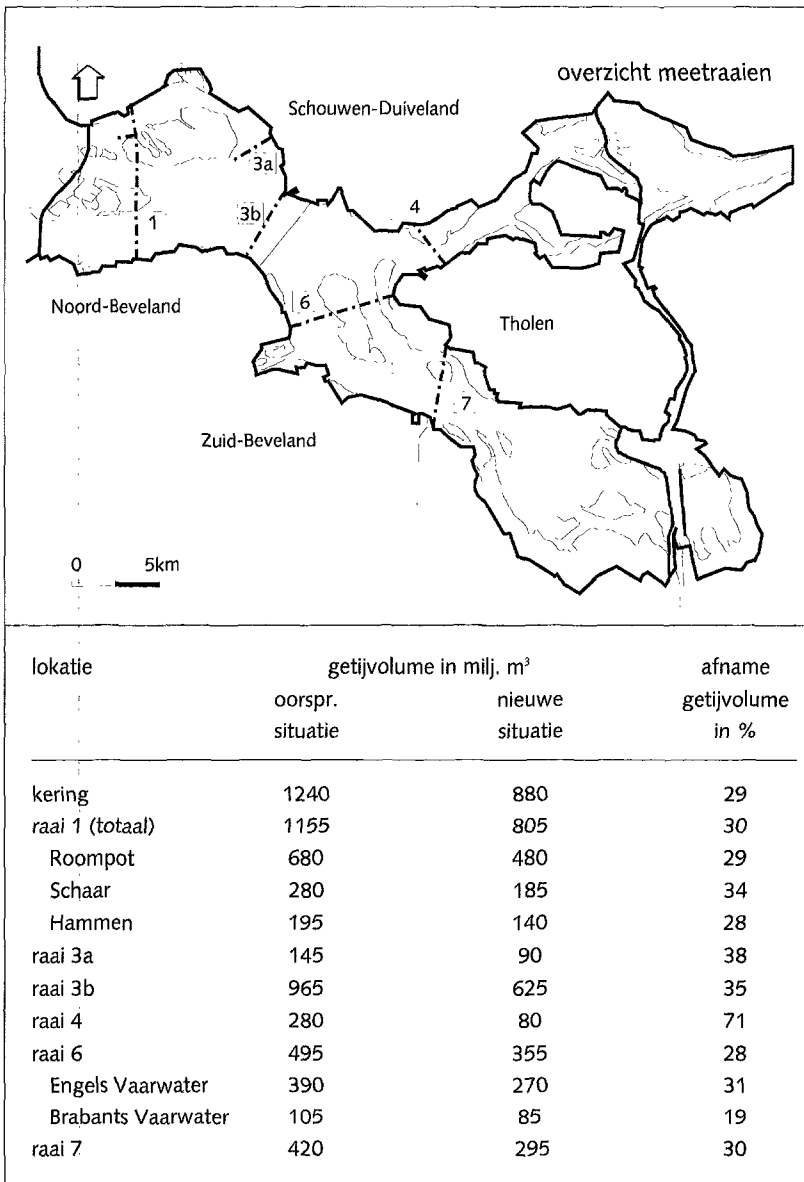 overzicht meetraaien
Schouwen-Duiveland
3a
3b
4
1
6
Noord-Beveland
Tholen
7
Zuid-Beveland
0 5km
lokatie getijvolume in milj. m³ afname
oorspr. nieuwe getijvolume
situatie situatie in %
kering 1240 880 29
raai 1 (totaal) 1155 805 30
Roompot 680 480 29
Schaar 280 185 34
Hammen 195 140 28
raai 3a 145 90 38
raai 3b 965 625 35
raai 4 280 80 71
raai 6 495 355 28
Engels Vaarwater 390 270 31
Brabants Vaarwater 105 85 19
raai 7 420 295 30